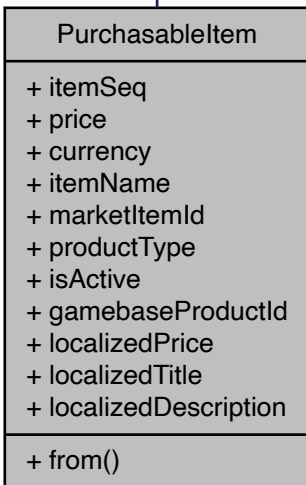 PurchasableItem
+ itemSeq
+ price
+ currency
+ itemName
+ marketItemId
+ productType
+ isActive
+ gamebaseProductId
+ localizedPrice
+ localizedTitle
+ localizedDescription
+ from()